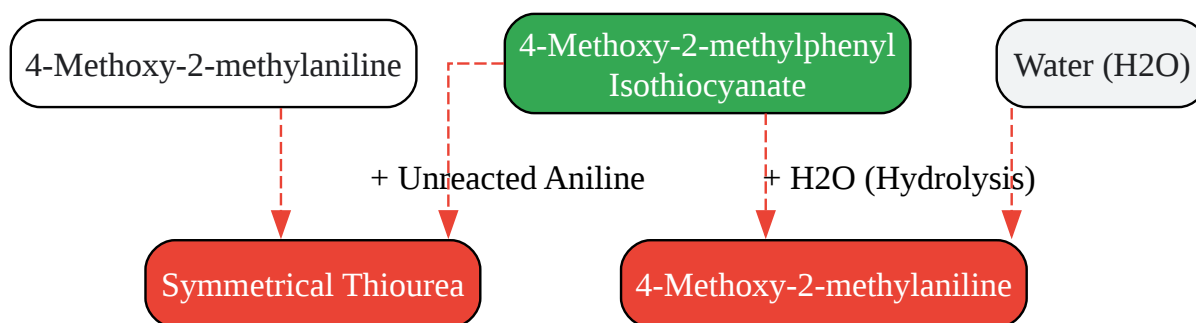 4-Methoxy-2-methylaniline
4-Methoxy-2-methylphenyl
Isothiocyanate
Water (H2O)
+ Unreacted Aniline
+ H2O (Hydrolysis)
Symmetrical Thiourea
4-Methoxy-2-methylaniline